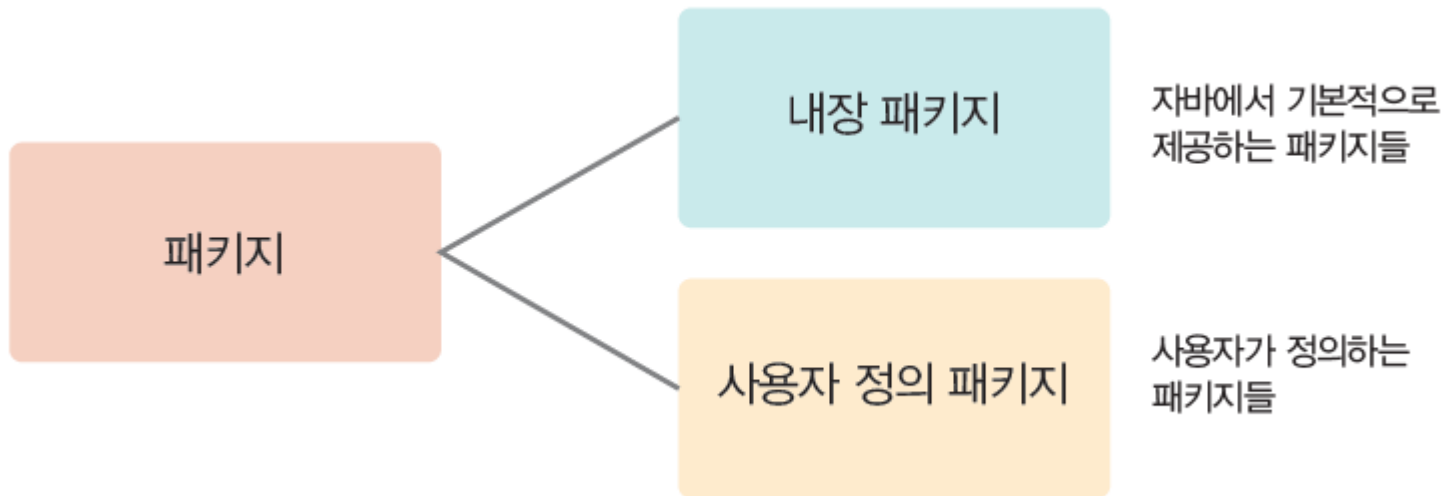 패키지
내장 패키지
자바에서 기본적으로
제공하는 패키지들
사용자 정의 패키지
사용자가 정의하는
패키지들